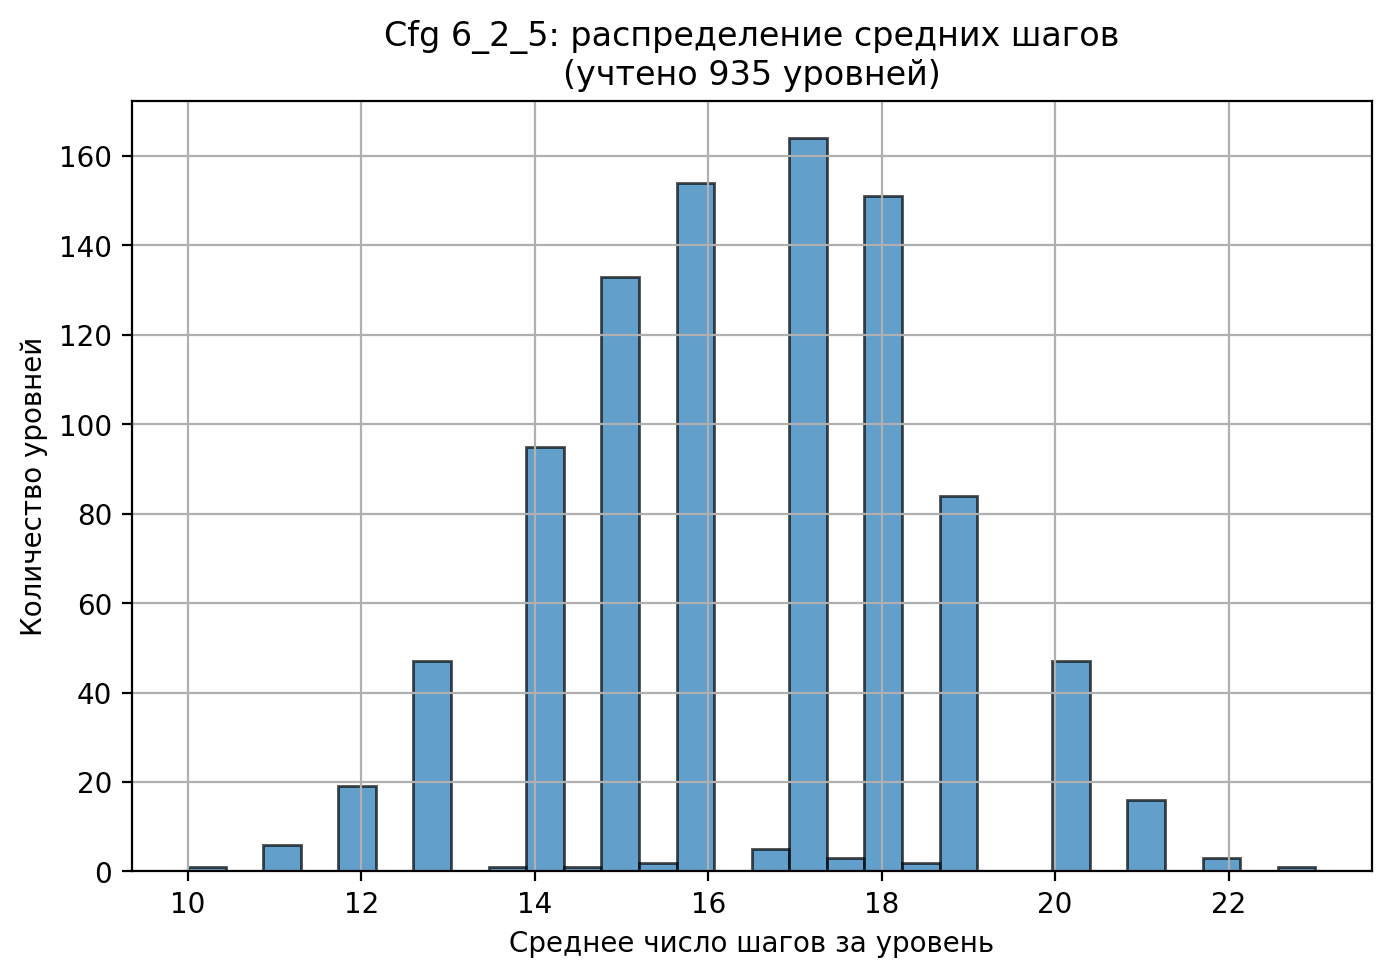 Cfg 6_2_5: распределение средних шагов
(учтено 935 уровней)
Количество уровней
160
140
120
100
80
60
40
20
0
10 12 14 16 18 20 22
Среднее число шагов за уровень